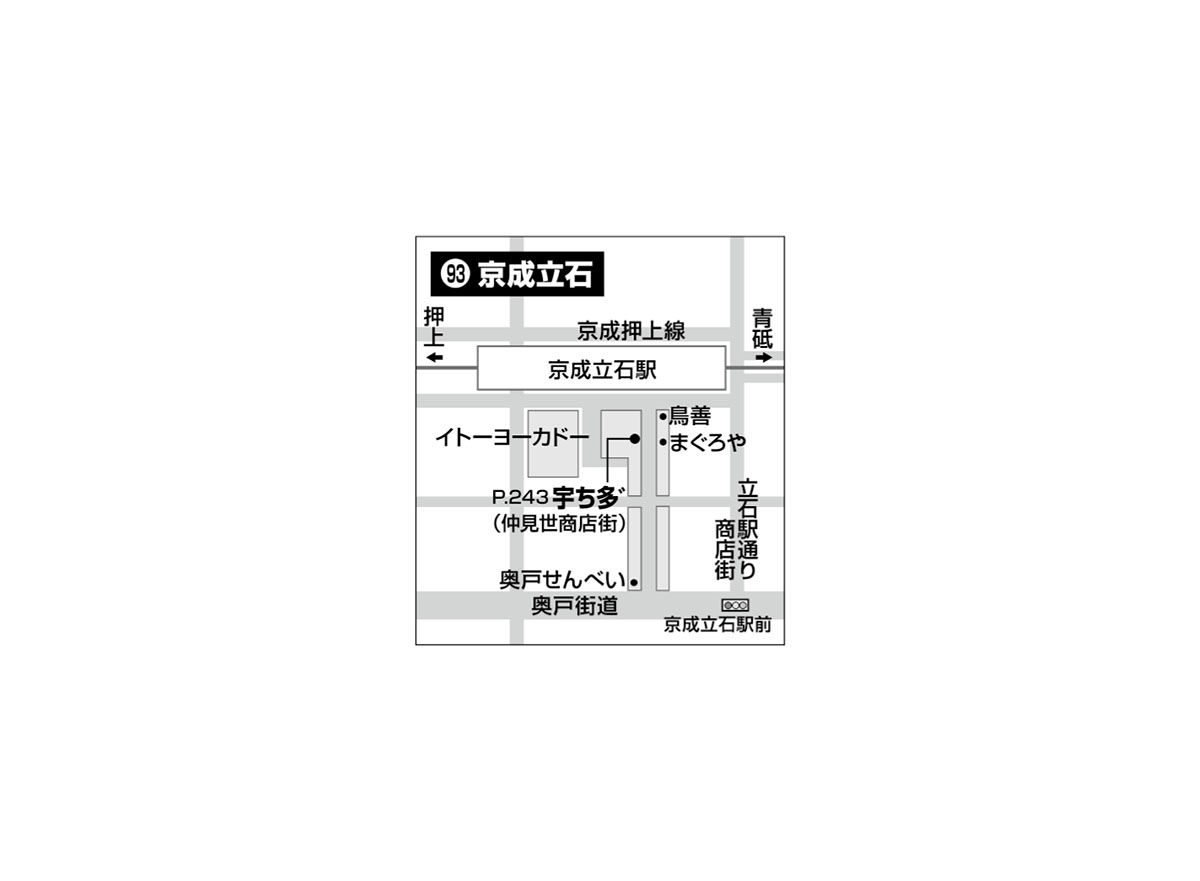 93 京成立石
押上
青砥
京成押上線
京成立石駅
鳥善
イトーヨーカドー
まぐろや
P.243 宇ち多゛
（仲見世商店街）
立石駅通り
商店街
奥戸せんべい
奥戸街道
京成立石駅前